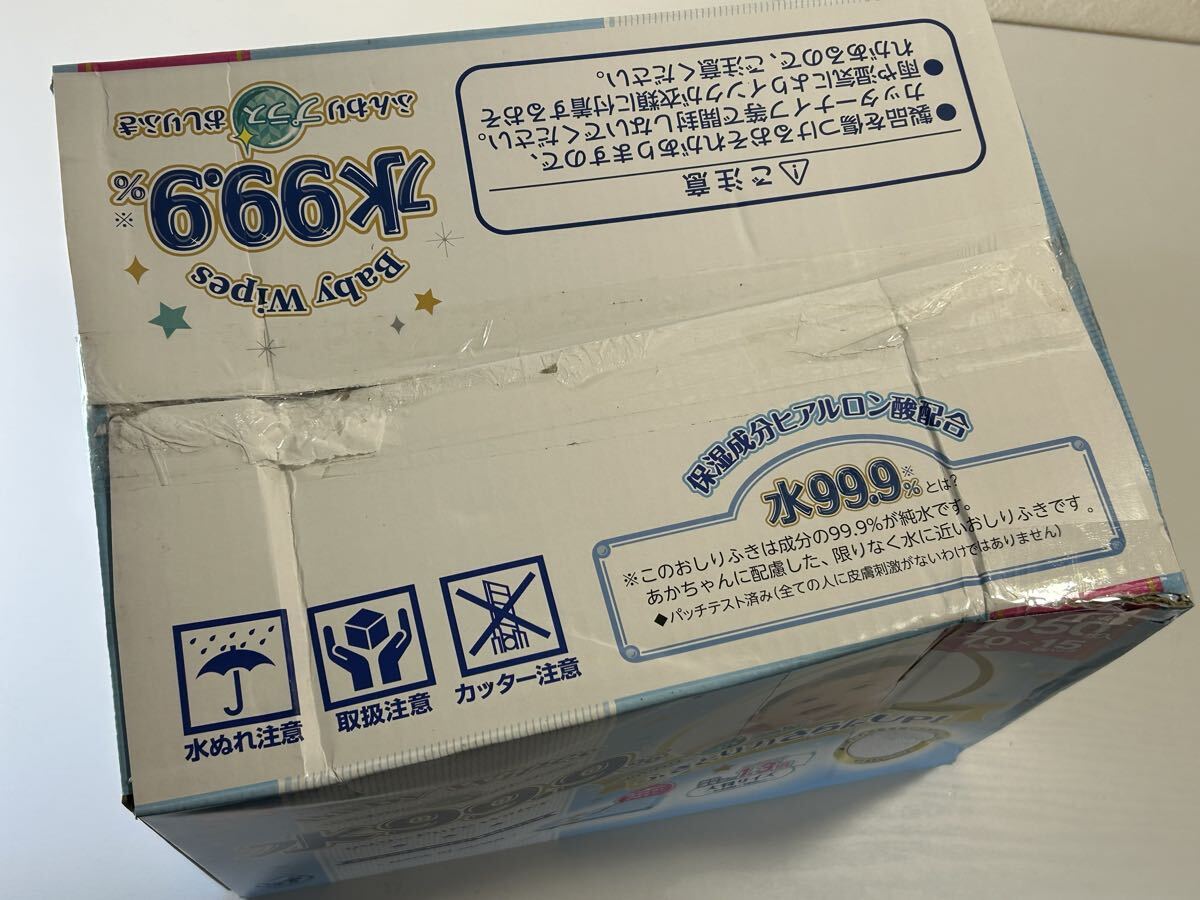 ⚠ご注意
●カッターナイフ等で開封しないでください。
製品を傷つけるおそれがありますので、
●雨や湿気によりインクが衣類に付着するおそ
れがあるので、ご注意ください。
Baby Wipes
水99.9%※
ふんわりプラス
おしりふき
保湿成分ヒアルロン酸配合
水99.9%※とは?
※このおしりふきは成分の99.9%が純水です。
あかちゃんに配慮した、限りなく水に近いおしりふきです。
◆パッチテスト済み(全ての人に皮膚刺激がないわけではありません)
水ぬれ注意
取扱注意
カッター注意